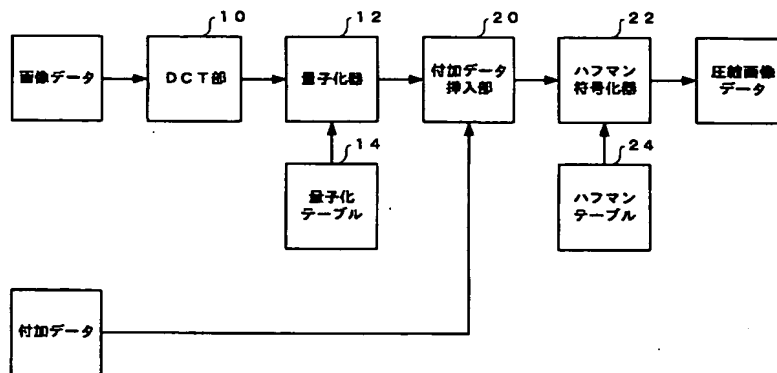 10
12
20
22
画像データ
DCT部
量子化器
付加データ
挿入部
ハフマン
符号化器
圧縮画像
データ
14
24
量子化
テーブル
ハフマン
テーブル
付加データ